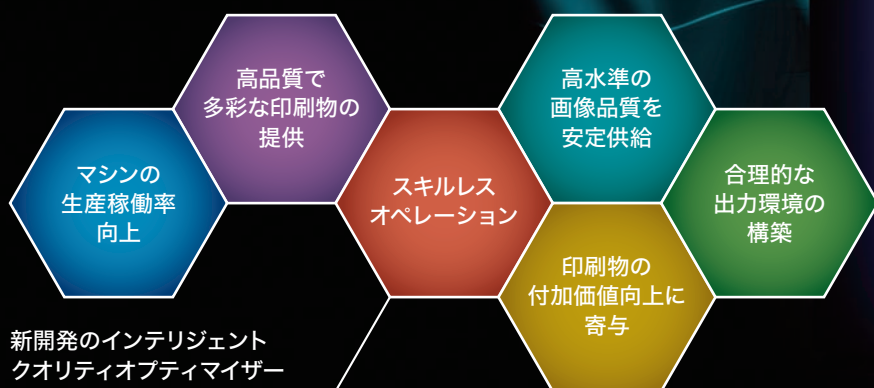 マシンの
生産稼働率
向上
高品質で
多彩な印刷物の
提供
スキルレス
オペレーション
高水準の
画像品質を
安定供給
印刷物の
付加価値向上に
寄与
合理的な
出力環境の
構築
新開発のインテリジェント
クオリティオプティマイザー